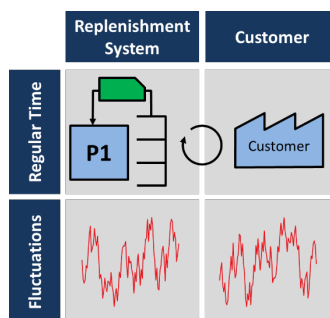 Replenishment
System
Customer
Regular Time
P1
Customer
Fluctuations